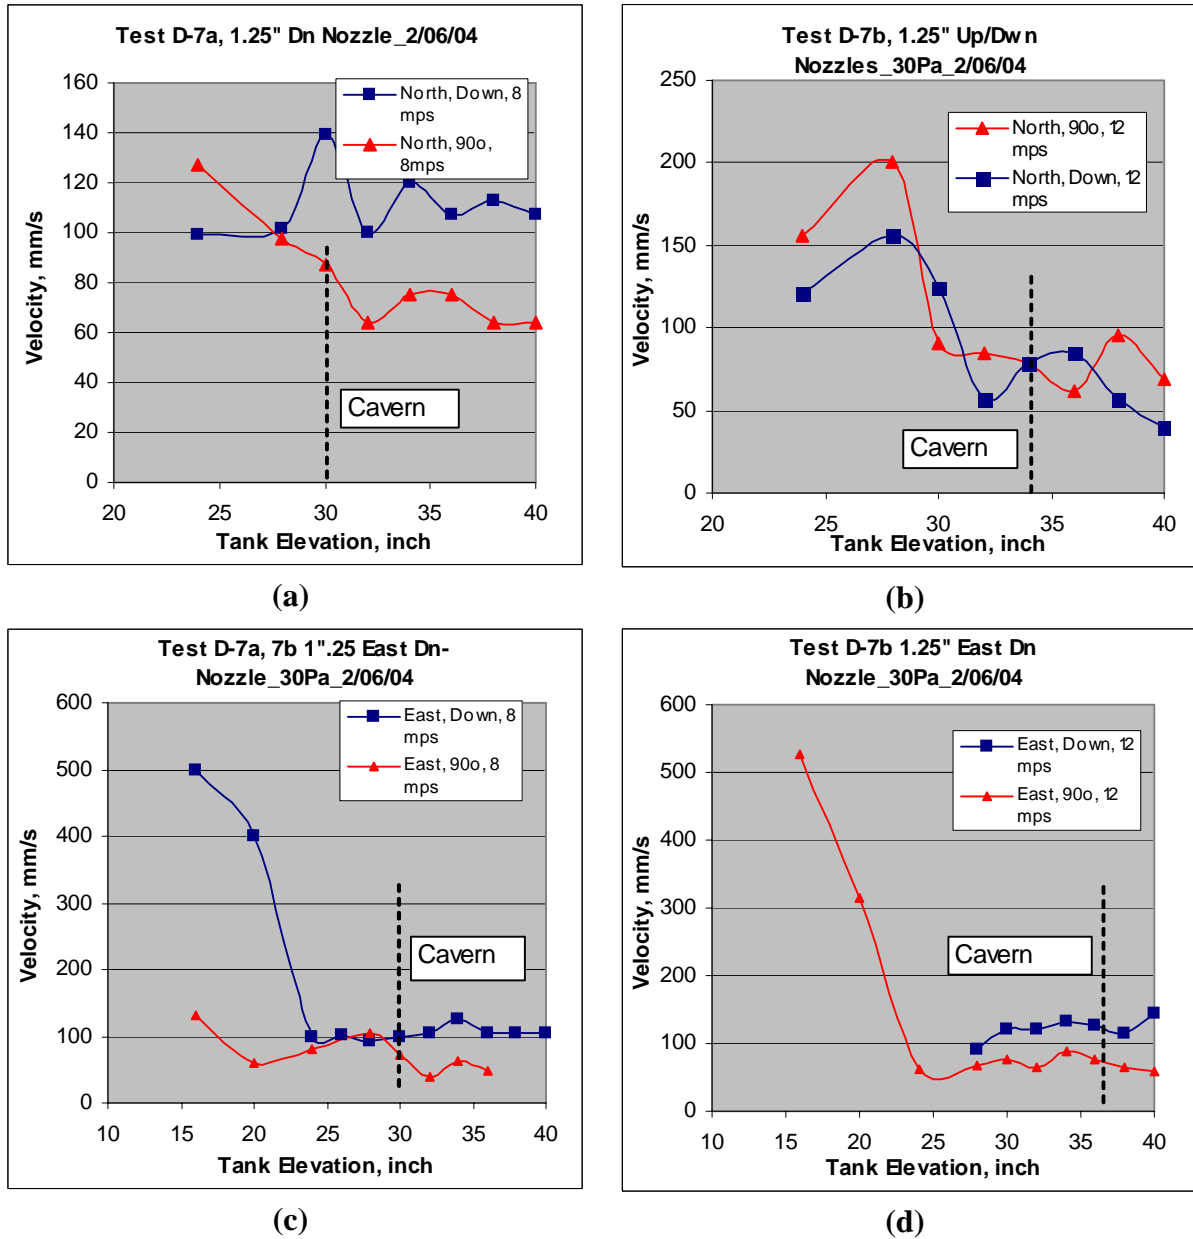 Test D-7a, 1.25" Dn Nozzle_2/06/04
North, Down, 8
mps
North, 90o,
8mps
Velocity, mm/s
160
140
120
100
80
60
40
20
0
Cavern
20 25 30 35 40
Tank Elevation, inch
(a)
Test D-7b, 1.25" Up/Dwn
Nozzles_30Pa_2/06/04
North, 90o, 12
mps
North, Down, 12
mps
Velocity, mm/s
250
200
150
100
50
0
Cavern
20 25 30 35 40
Tank Elevation, inch
(b)
Test D-7a, 7b 1".25 East Dn-
Nozzle_30Pa_2/06/04
East, Down, 8
mps
East, 90o, 8
mps
Velocity, mm/s
600
500
400
300
200
100
0
Cavern
10 15 20 25 30 35 40
Tank Elevation, inch
(c)
Test D-7b 1.25" East Dn
Nozzle_30Pa_2/06/04
East, Down, 12
mps
East, 90o, 12
mps
Velocity, mm/s
600
500
400
300
200
100
0
Cavern
10 15 20 25 30 35 40
Tank Elevation, inch
(d)